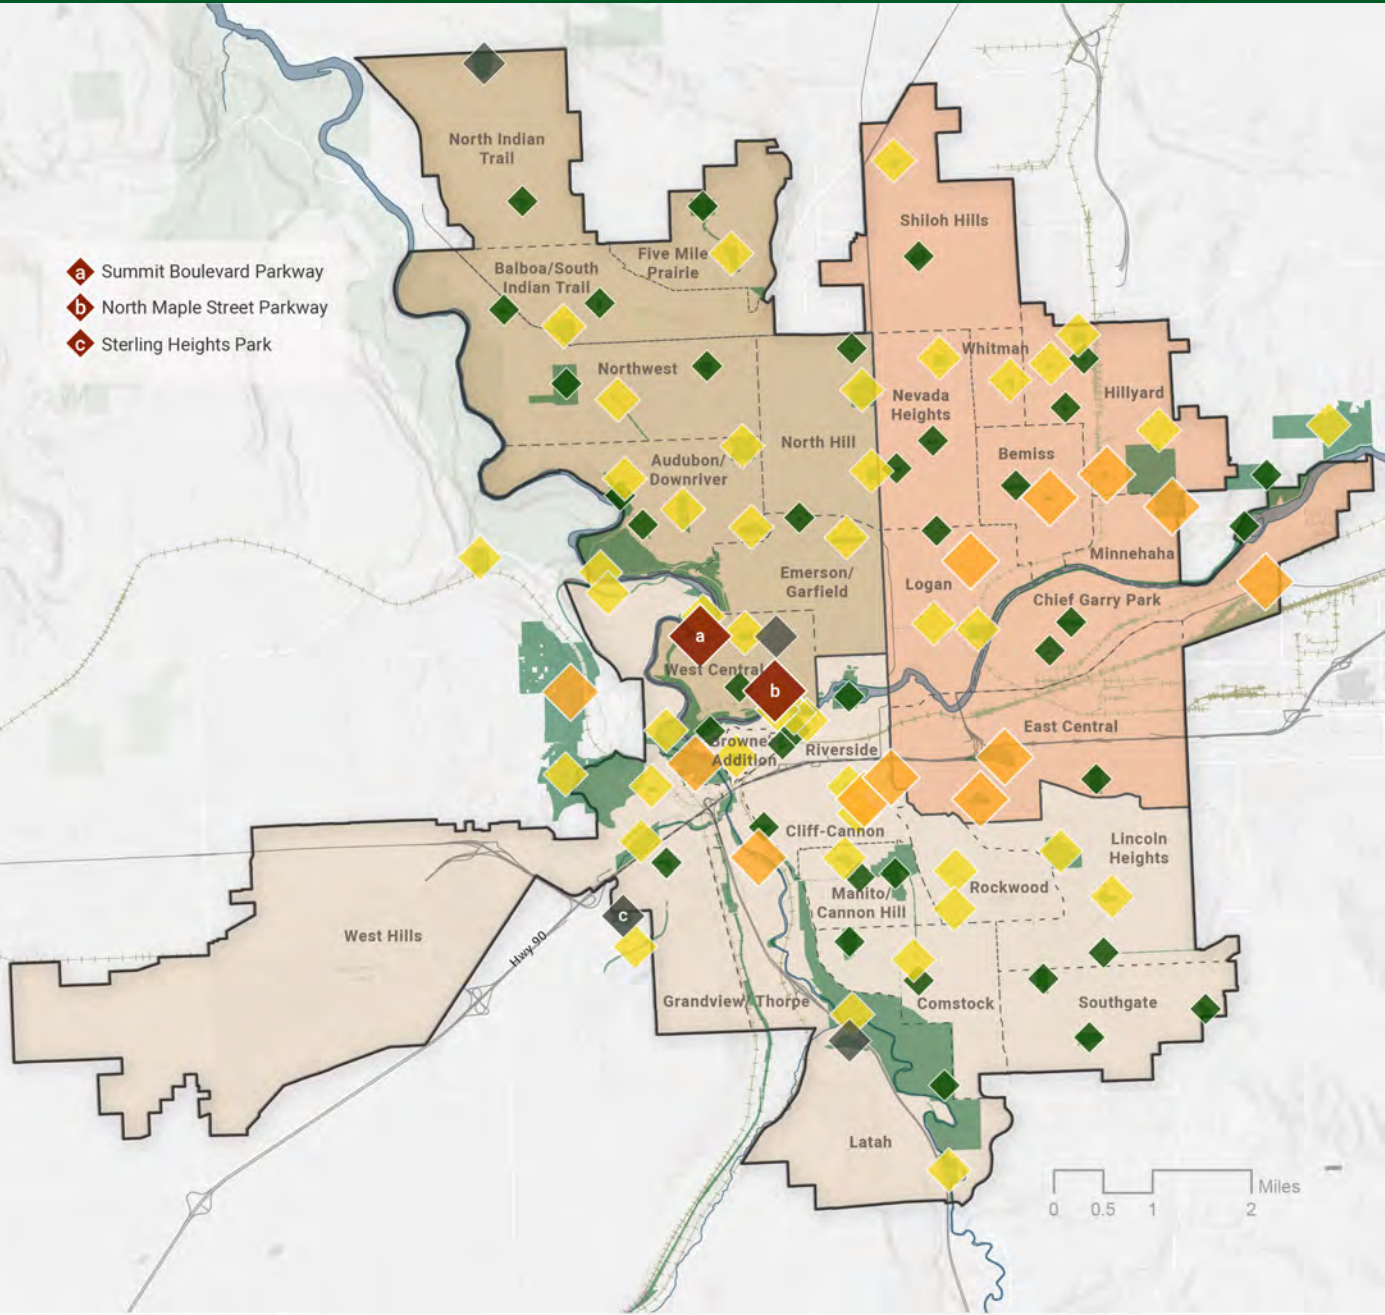 North Indian
Trail
Shiloh Hills
Five Mile
Prairie
Balboa/South
Indian Trail
a Summit Boulevard Parkway
b North Maple Street Parkway
c Sterling Heights Park
Northwest
Whitman
Hillyard
Nevada
Heights
North Hill
Bemiss
Audubon/
Downriver
Minnehaha
Emerson/
Garfield
Logan
Chief Garry Park
a
West Central
b
East Central
Browne's
Addition
Riverside
Cliff-Cannon
Lincoln
Heights
Rockwood
Manito/
Cannon Hill
c
West Hills
Hwy 90
Grandview/Thorpe
Comstock
Southgate
Latah
Miles
0 0.5 1 2